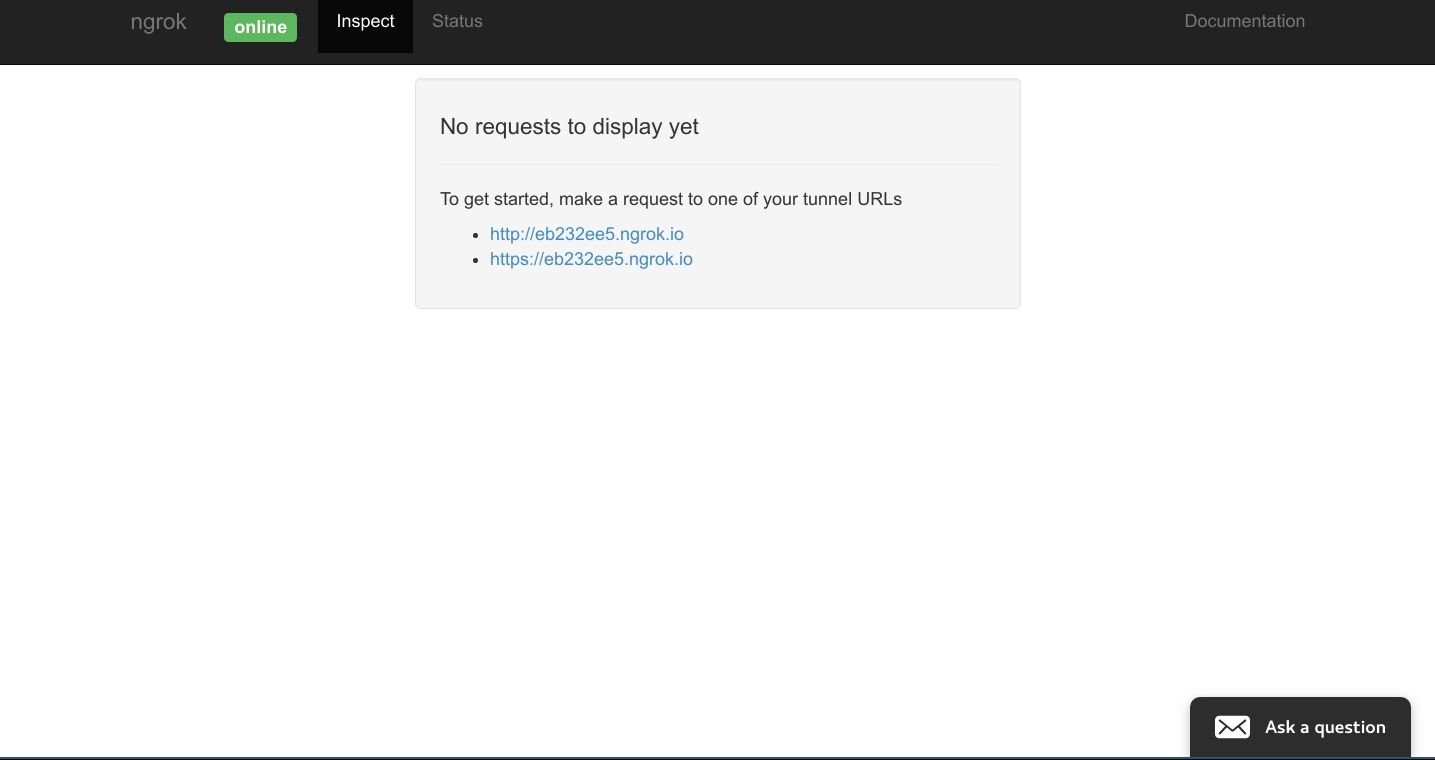 ngrok online Inspect Status Documentation
No requests to display yet
To get started, make a request to one of your tunnel URLs
http://eb232ee5.ngrok.io
https://eb232ee5.ngrok.io
Ask a question